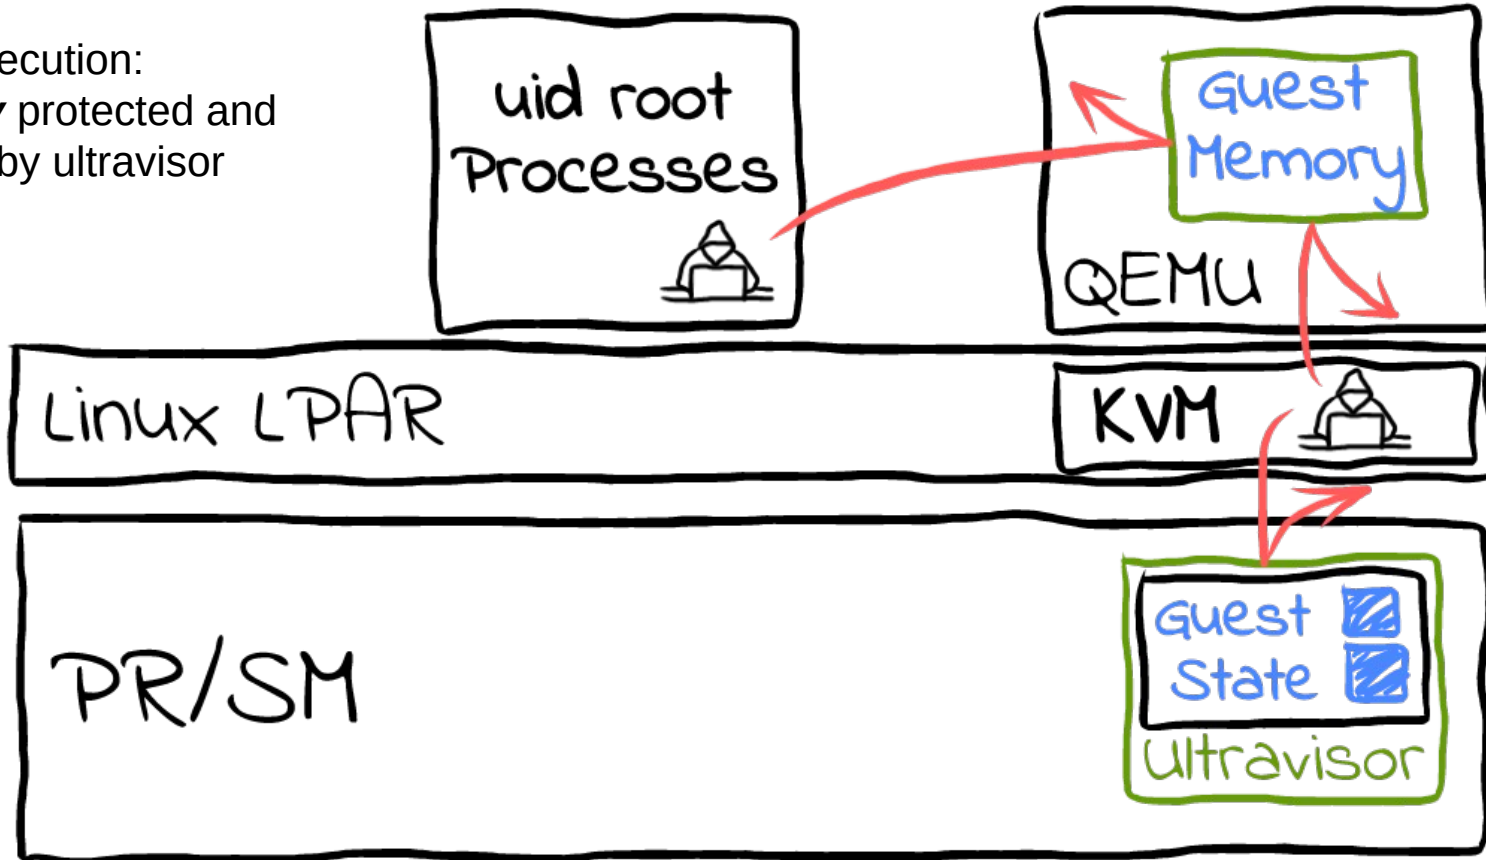 ecution:
protected and
by ultravisor
uid root
Processes
Guest
Memory
QEMU
Linux LPAR
KVM
PR/SM
Guest
State
Ultravisor